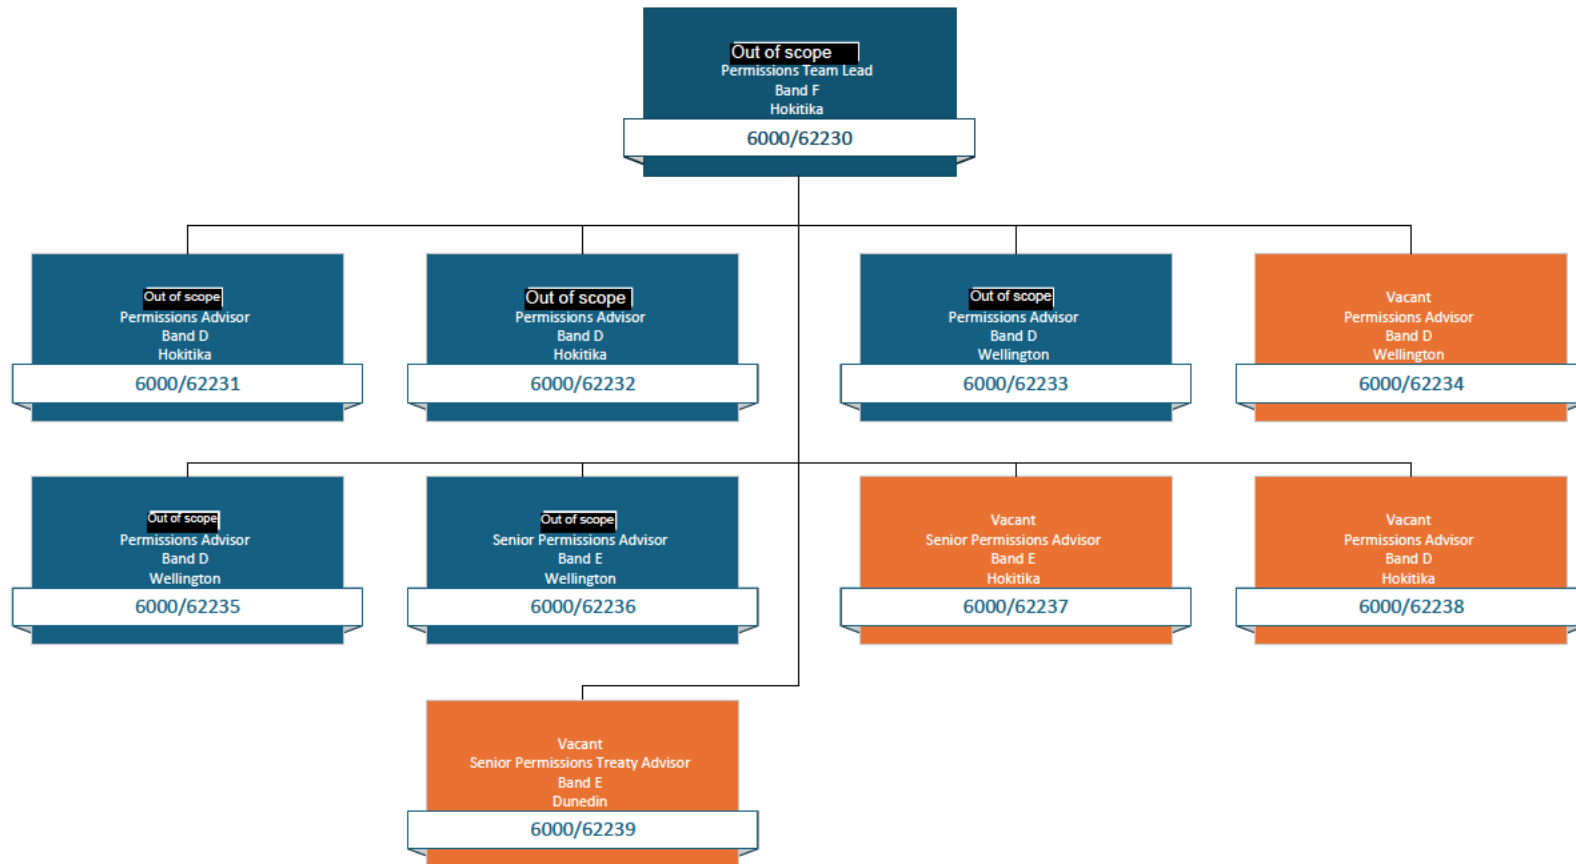 Out of scope
Permissions Team Lead
Band F
Hokitika
6000/62230
Out of scope
Permissions Advisor
Band D
Hokitika
6000/62231
Out of scope
Permissions Advisor
Band D
Hokitika
6000/62232
Out of scope
Permissions Advisor
Band D
Wellington
6000/62233
Vacant
Permissions Advisor
Band D
Wellington
6000/62234
Out of scope
Permissions Advisor
Band D
Wellington
6000/62235
Out of scope
Senior Permissions Advisor
Band E
Wellington
6000/62236
Vacant
Senior Permissions Advisor
Band E
Hokitika
6000/62237
Vacant
Permissions Advisor
Band D
Hokitika
6000/62238
Vacant
Senior Permissions Treaty Advisor
Band E
Dunedin
6000/62239